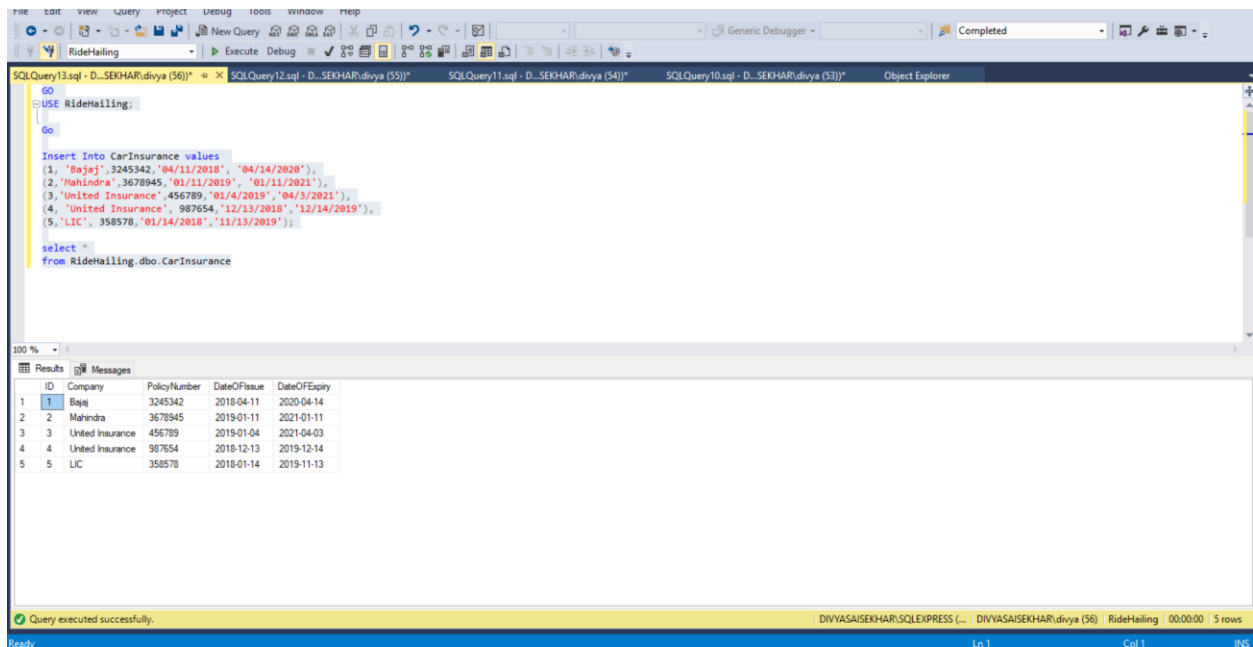 File Edit View Query Project Debug Tools Window Help
New Query Generic Debugger Completed
RideHailing Execute Debug
SQLQuery13.sql - D...SEKHAR\divya (56))* SQLQuery12.sql - D...SEKHAR\divya (55))* SQLQuery11.sql - D...SEKHAR\divya (54))* SQLQuery10.sql - D...SEKHAR\divya (53))* Object Explorer
GO
USE RideHailing;
Go
Insert Into CarInsurance values
(1, 'Bajaj',3245342,'04/11/2018', '04/14/2020'),
(2,'Mahindra',3678945,'01/11/2019', '01/11/2021'),
(3,'United Insurance',456789,'01/4/2019','04/3/2021'),
(4, 'United Insurance', 987654,'12/13/2018','12/14/2019'),
(5,'LIC', 358578,'01/14/2018','11/13/2019');
select *
from RideHailing.dbo.CarInsurance
100 %
Results Messages
ID Company PolicyNumber DateOFIssue DateOFExpiry
1 1 Bajaj 3245342 2018-04-11 2020-04-14
2 2 Mahindra 3678945 2019-01-11 2021-01-11
3 3 United Insurance 456789 2019-01-04 2021-04-03
4 4 United Insurance 987654 2018-12-13 2019-12-14
5 5 LIC 358578 2018-01-14 2019-11-13
Query executed successfully. DIVYASAISEKHAR\SQLEXPRESS (... DIVYASAISEKHAR\divya (56) RideHailing 00:00:00 5 rows
Ready Ln 1 Col 1 INS